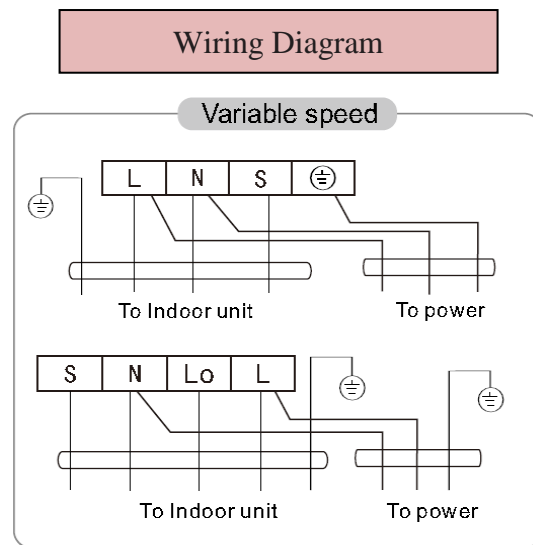 Wiring Diagram
Variable speed
L N S
To Indoor unit To power
S N Lo L
To Indoor unit To power